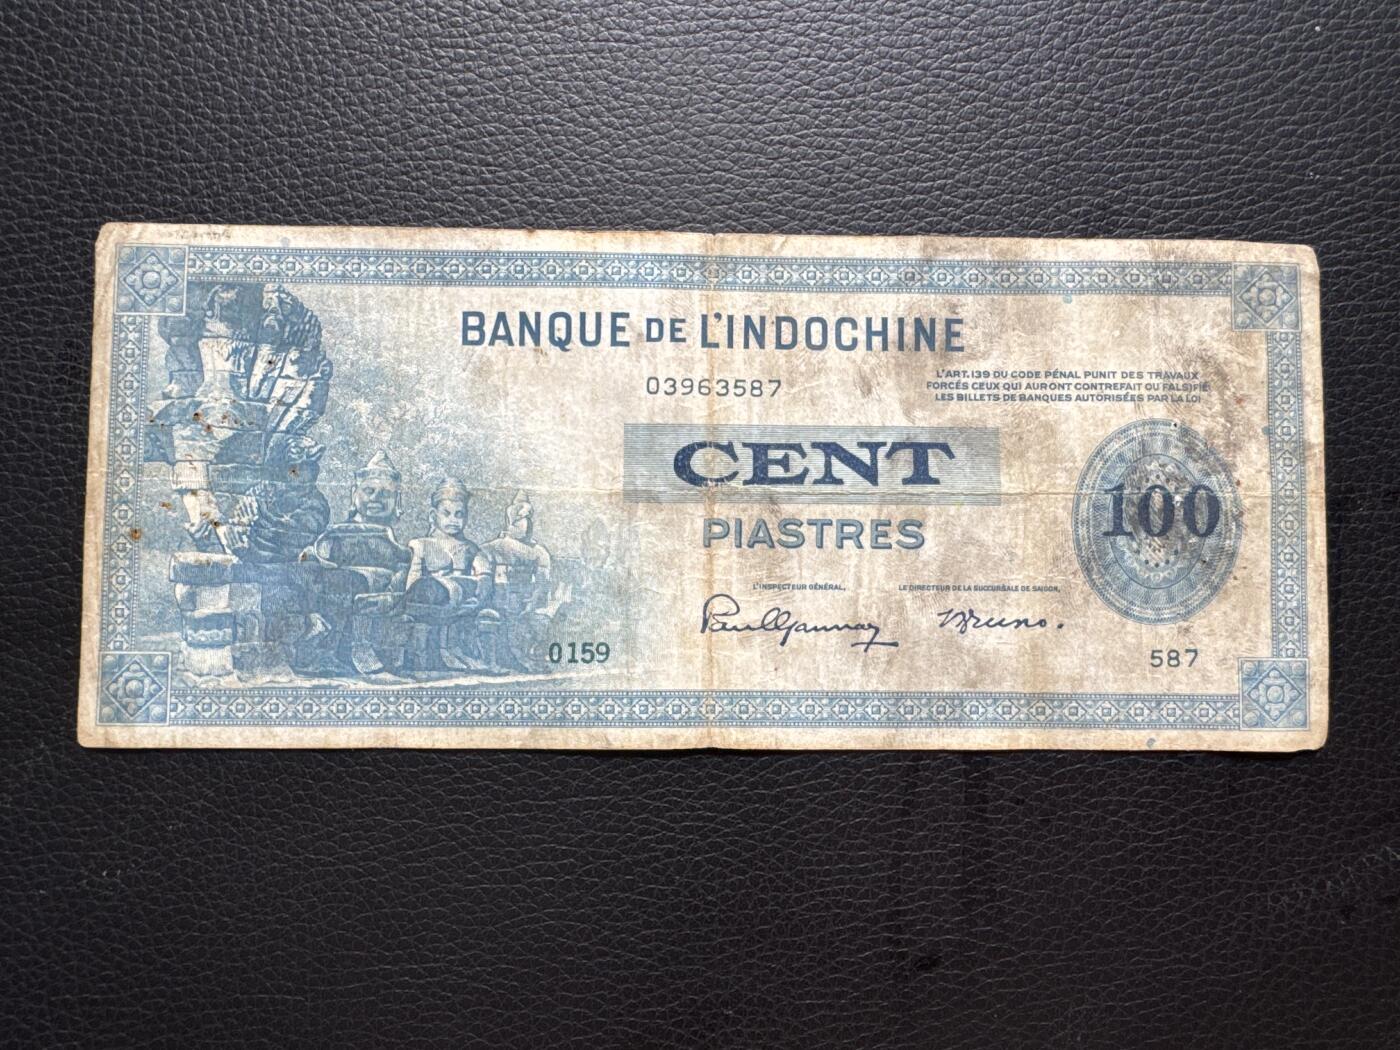 BANQUE DE L'INDOCHINE
03963587
L'ART.139 DU CODE PÉNAL PUNIT DES TRAVAUX
FORCÉS CEUX QUI AURONT CONTREFAIT OU FALSIFIÉ
LES BILLETS DE BANQUES AUTORISÉES PAR LA LOI
CENT
100
PIASTRES
L'INSPECTEUR GÉNÉRAL,
LE DIRECTEUR DE LA SUCCURSALE DE SAIGON,
0159
587